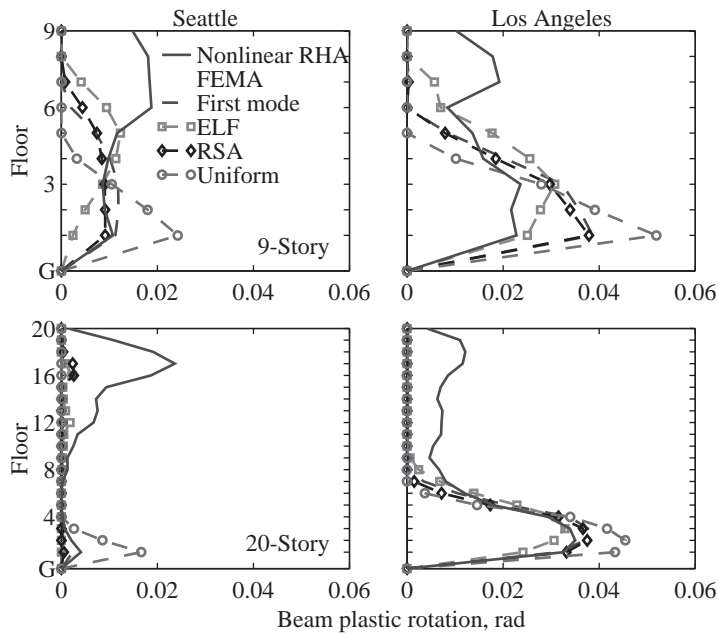 Seattle
Los Angeles
9
Nonlinear RHA
FEMA
First mode
6
ELF
RSA
Uniform
3
9-Story
G
Floor
0 0.02 0.04 0.06
0 0.02 0.04 0.06
20
16
12
8
4
20-Story
G
Floor
0 0.02 0.04 0.06
0 0.02 0.04 0.06
Beam plastic rotation, rad